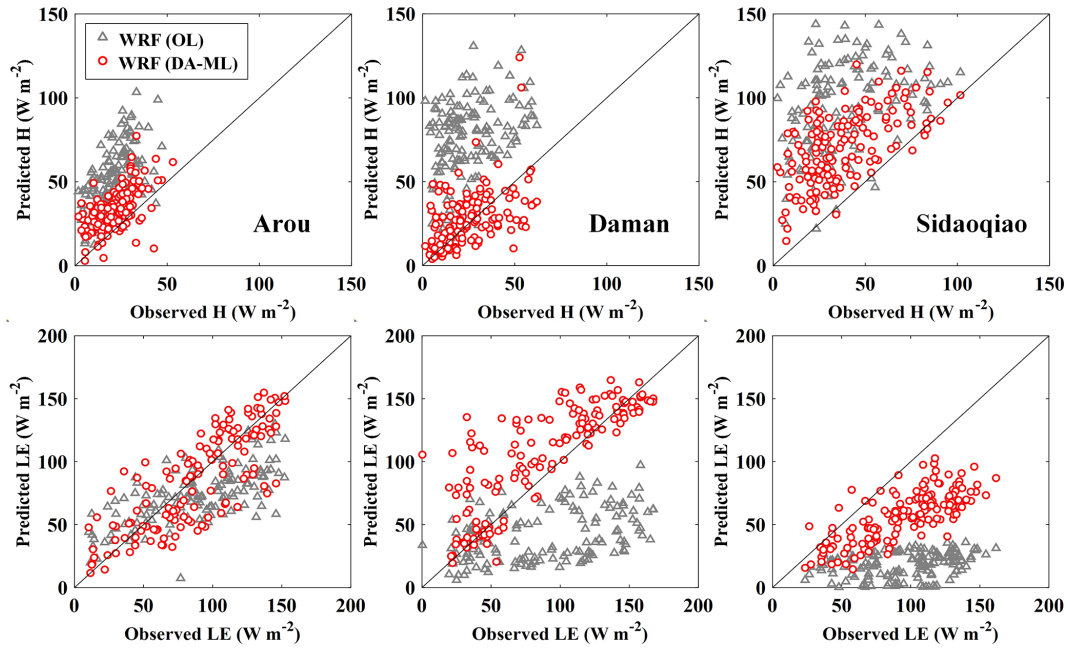 WRF (OL)
WRF (DA-ML)
Predicted H (W m-2)
150
100
50
0
Arou
0 50 100 150
Observed H (W m-2)
Predicted H (W m-2)
150
100
50
0
Daman
0 50 100 150
Observed H (W m-2)
Predicted H (W m-2)
150
100
50
0
Sidaoqiao
0 50 100 150
Observed H (W m-2)
Predicted LE (W m-2)
200
150
100
50
0
0 50 100 150 200
Observed LE (W m-2)
Predicted LE (W m-2)
200
150
100
50
0
0 50 100 150 200
Observed LE (W m-2)
Predicted LE (W m-2)
200
150
100
50
0
0 50 100 150 200
Observed LE (W m-2)